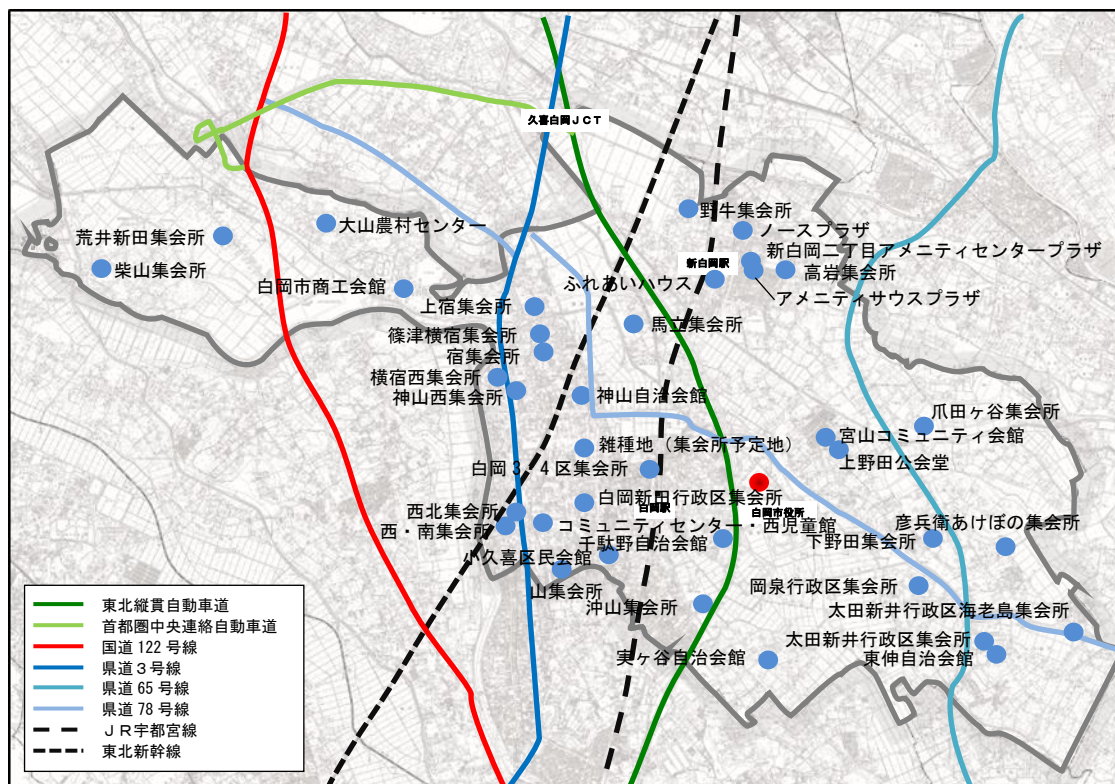 久喜白岡ＪＣＴ
野牛集会所
大山農村センター
ノースプラザ
荒井新田集会所
新白岡二丁目アメニティセンタープラザ
新白岡駅
柴山集会所
ふれあいハウス
高岩集会所
白岡市商工会館
アメニティサウスプラザ
上宿集会所
馬立集会所
篠津横宿集会所
宿集会所
横宿西集会所
神山西集会所
神山自治会館
爪田ヶ谷集会所
宮山コミュニティ会館
雑種地（集会所予定地）
上野田公会堂
白岡3 4区集会所
白岡新田行政区集会所
白岡駅
白岡市役所
西北集会所
コミュニティセンター・西児童館
彦兵衛あけぼの集会所
西・南集会所
千駄野自治会館
下野田集会所
小久喜区民会館
山集会所
岡泉行政区集会所
沖山集会所
太田新井行政区海老島集会所
太田新井行政区集会所
実ヶ谷自治会館
東伸自治会館
東北縦貫自動車道
首都圏中央連絡自動車道
国道122号線
県道３号線
県道65号線
県道78号線
ＪＲ宇都宮線
東北新幹線